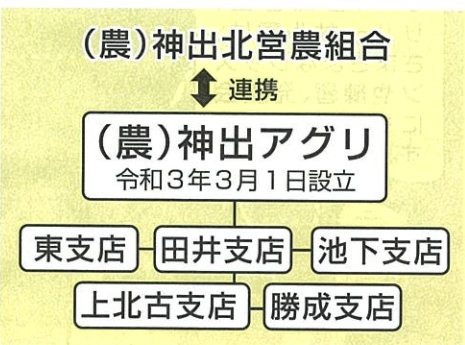 (農)神出北営農組合
連携
(農)神出アグリ
令和3年3月1日設立
東支店 田井支店 池下支店
上北古支店 勝成支店